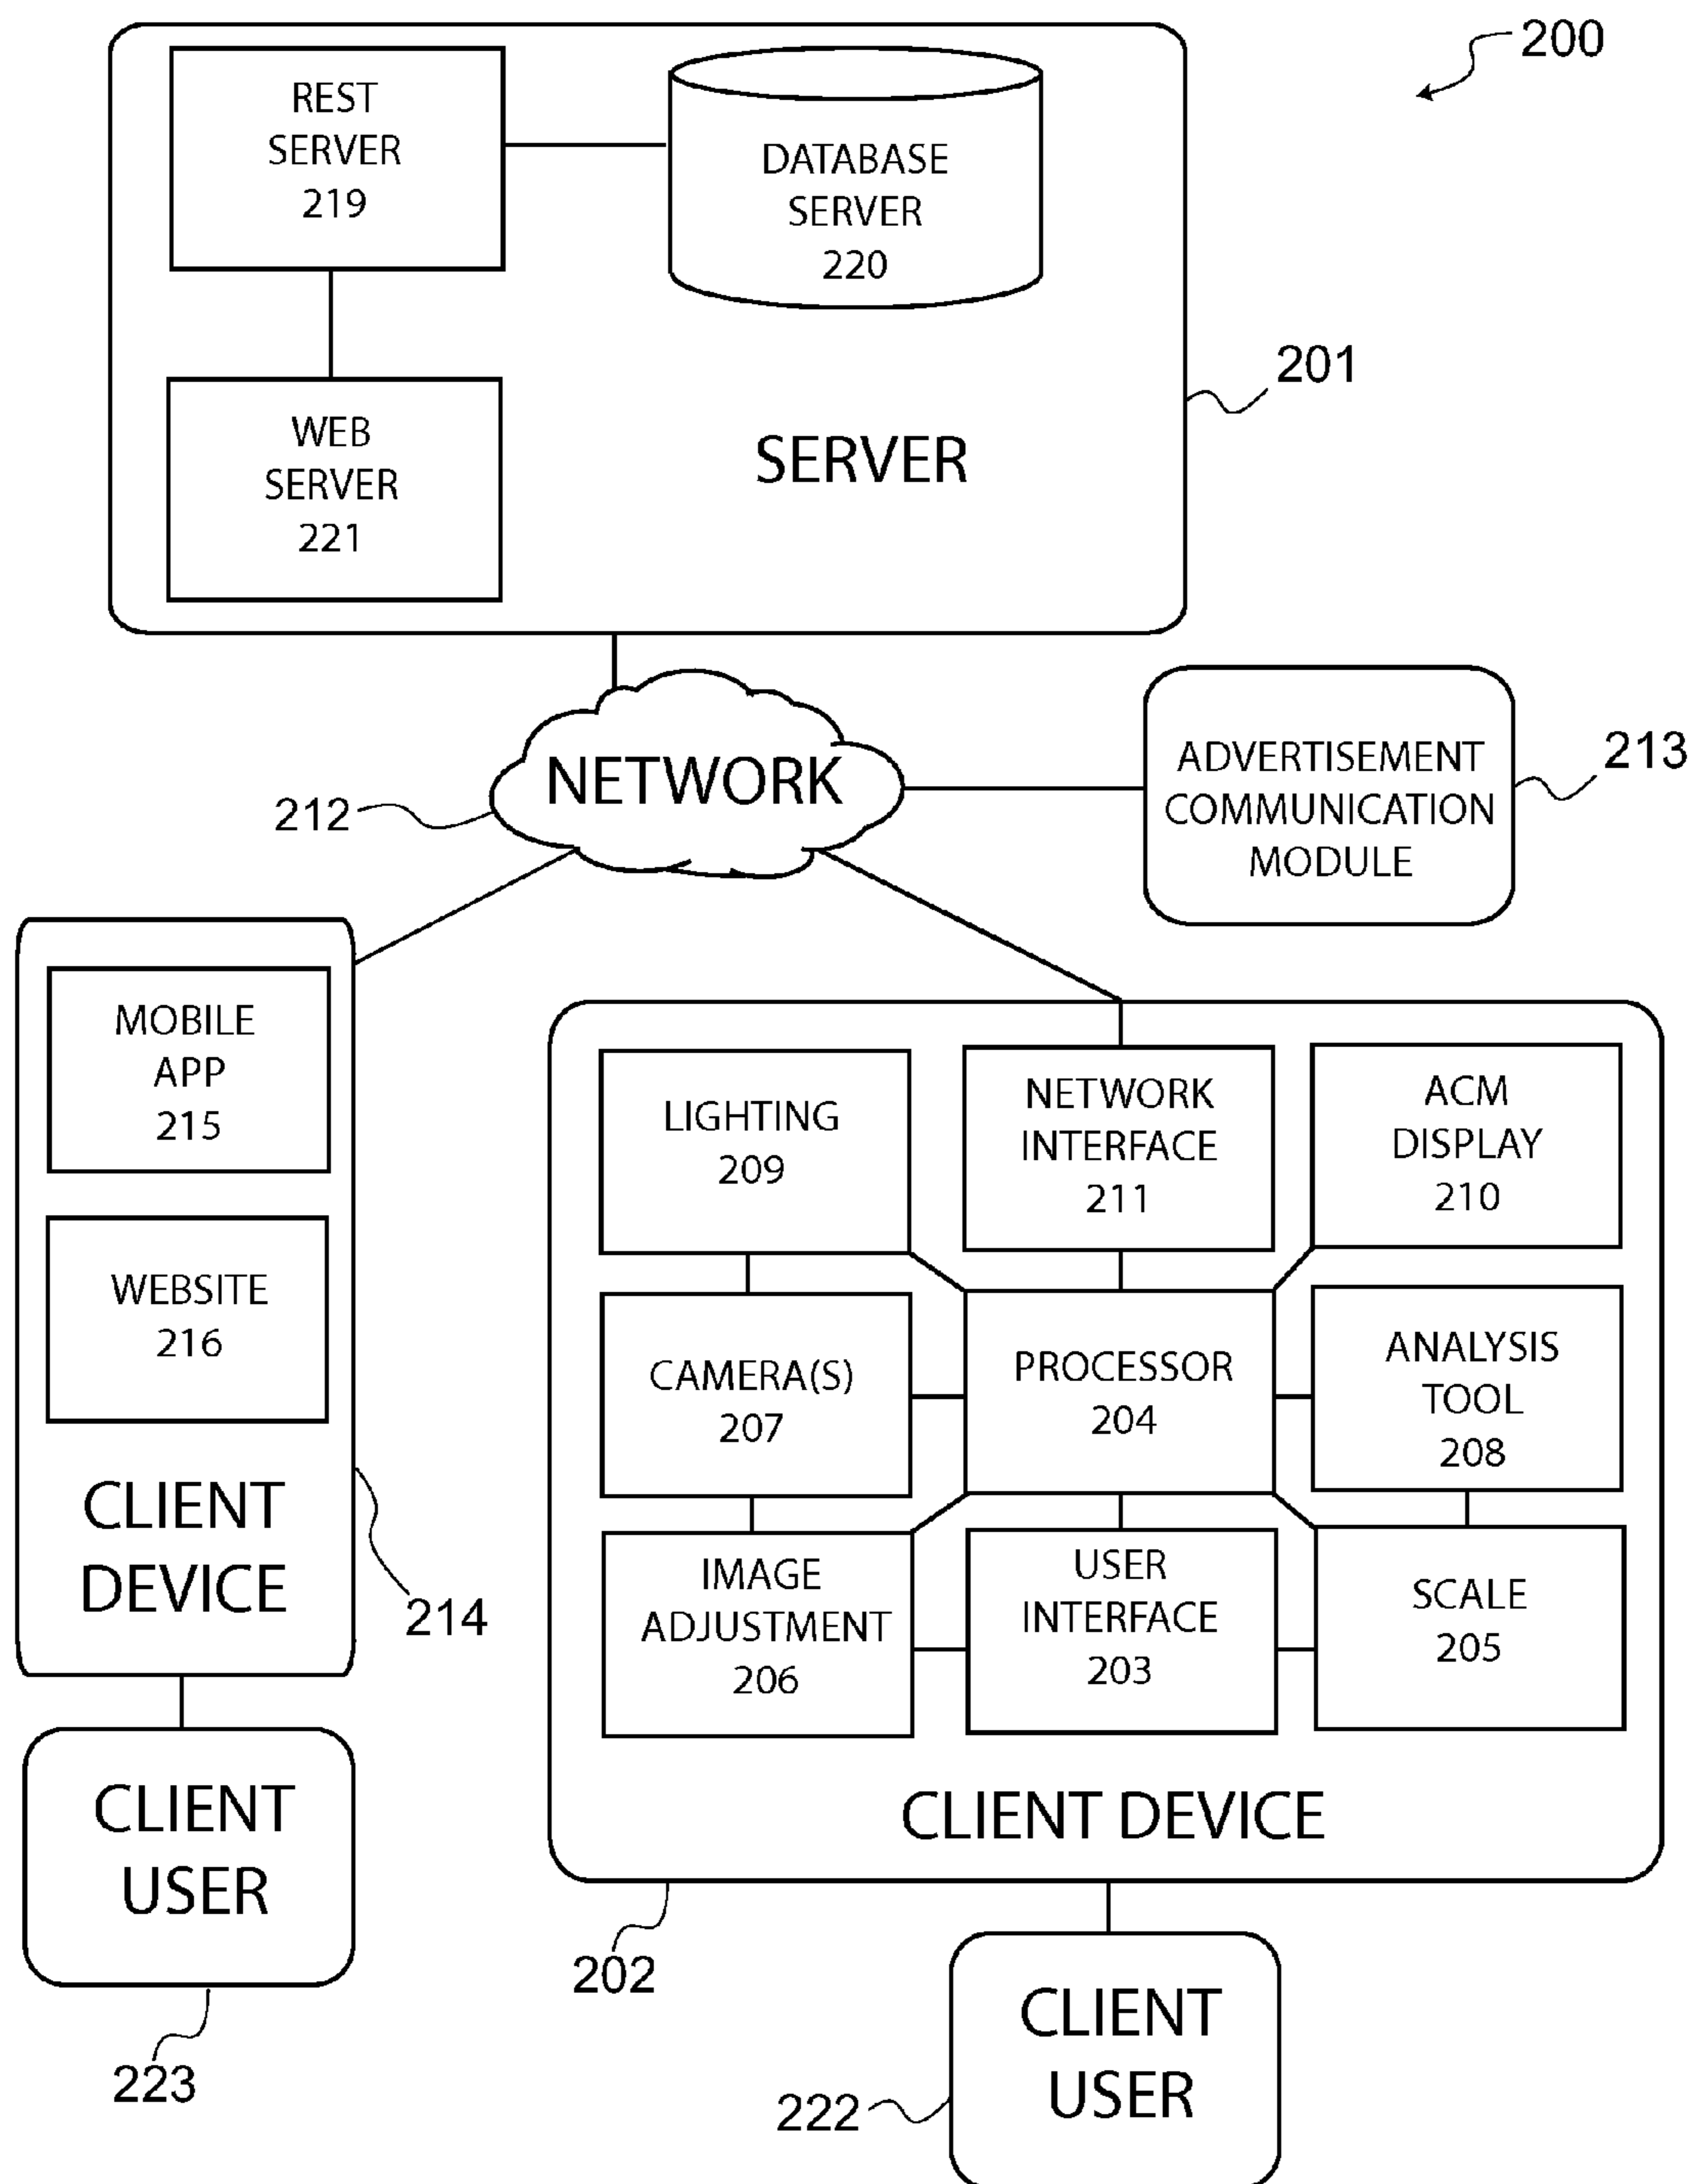 200
REST
SERVER
219
DATABASE
SERVER
220
WEB
SERVER
221
SERVER
201
NETWORK
212
ADVERTISEMENT
COMMUNICATION
MODULE
213
MOBILE
APP
215
WEBSITE
216
CLIENT
DEVICE
214
LIGHTING
209
NETWORK
INTERFACE
211
ACM
DISPLAY
210
CAMERA(S)
207
PROCESSOR
204
ANALYSIS
TOOL
208
IMAGE
ADJUSTMENT
206
USER
INTERFACE
203
SCALE
205
CLIENT DEVICE
202
CLIENT
USER
223
CLIENT
USER
222